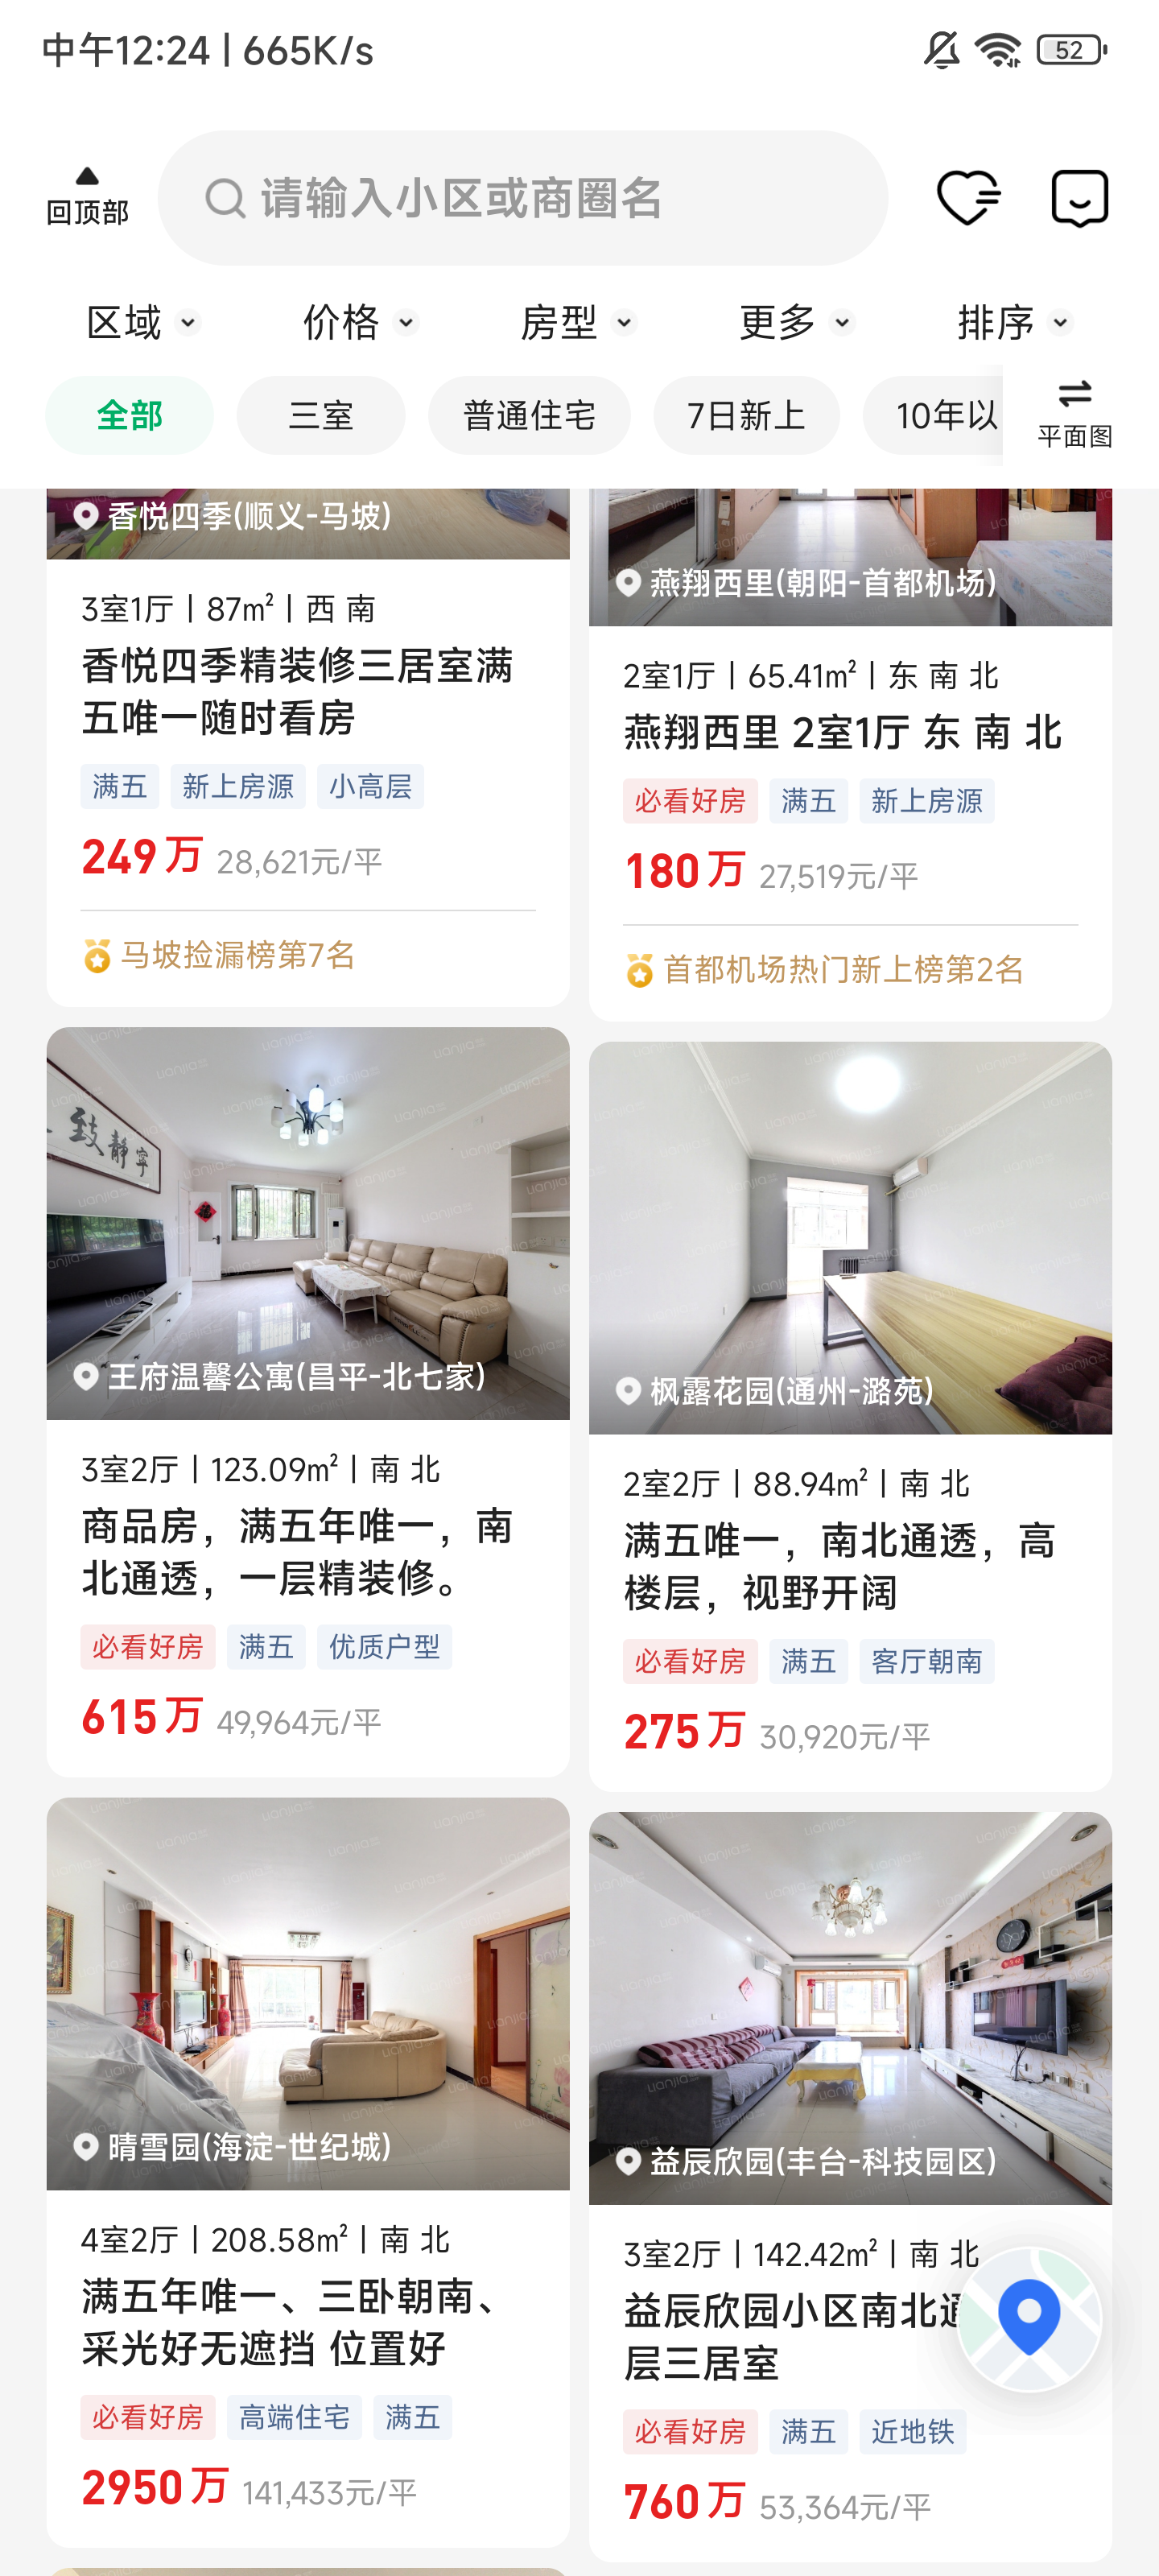 中午12:24 | 665K/s
52
回顶部
请输入小区或商圈名
区域
价格
房型
更多
排序
全部
三室
普通住宅
7日新上
10年以
平面图
香悦四季(顺义-马坡)
3室1厅 | 87m² | 西 南
香悦四季精装修三居室满
五唯一随时看房
满五
新上房源
小高层
249万 28,621元/平
马坡捡漏榜第7名
燕翔西里(朝阳-首都机场)
2室1厅 | 65.41m² | 东 南 北
燕翔西里 2室1厅 东 南 北
必看好房
满五
新上房源
180万 27,519元/平
首都机场热门新上榜第2名
致静宁
王府温馨公寓(昌平-北七家)
3室2厅 | 123.09m² | 南 北
商品房，满五年唯一，南
北通透，一层精装修。
必看好房
满五
优质户型
615万 49,964元/平
枫露花园(通州-潞苑)
2室2厅 | 88.94m² | 南 北
满五唯一，南北通透，高
楼层，视野开阔
必看好房
满五
客厅朝南
275万 30,920元/平
晴雪园(海淀-世纪城)
4室2厅 | 208.58m² | 南 北
满五年唯一、三卧朝南、
采光好无遮挡 位置好
必看好房
高端住宅
满五
2950万 141,433元/平
益辰欣园(丰台-科技园区)
3室2厅 | 142.42m² | 南 北
益辰欣园小区南北通
层三居室
必看好房
满五
近地铁
760万 53,364元/平